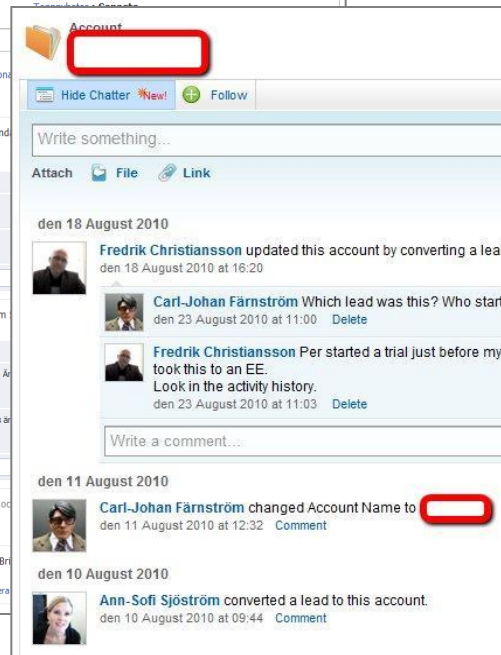 Account
Hide Chatter New! Follow
Write something...
Attach File Link
den 18 August 2010
Fredrik Christiansson updated this account by converting a lea
den 18 August 2010 at 16:20
Carl-Johan Färnström Which lead was this? Who start
den 23 August 2010 at 11:00 Delete
Fredrik Christiansson Per started a trial just before my
took this to an EE.
Look in the activity history.
den 23 August 2010 at 11:03 Delete
Write a comment...
den 11 August 2010
Carl-Johan Färnström changed Account Name to
den 11 August 2010 at 12:32 Comment
den 10 August 2010
Ann-Sofi Sjöström converted a lead to this account.
den 10 August 2010 at 09:44 Comment